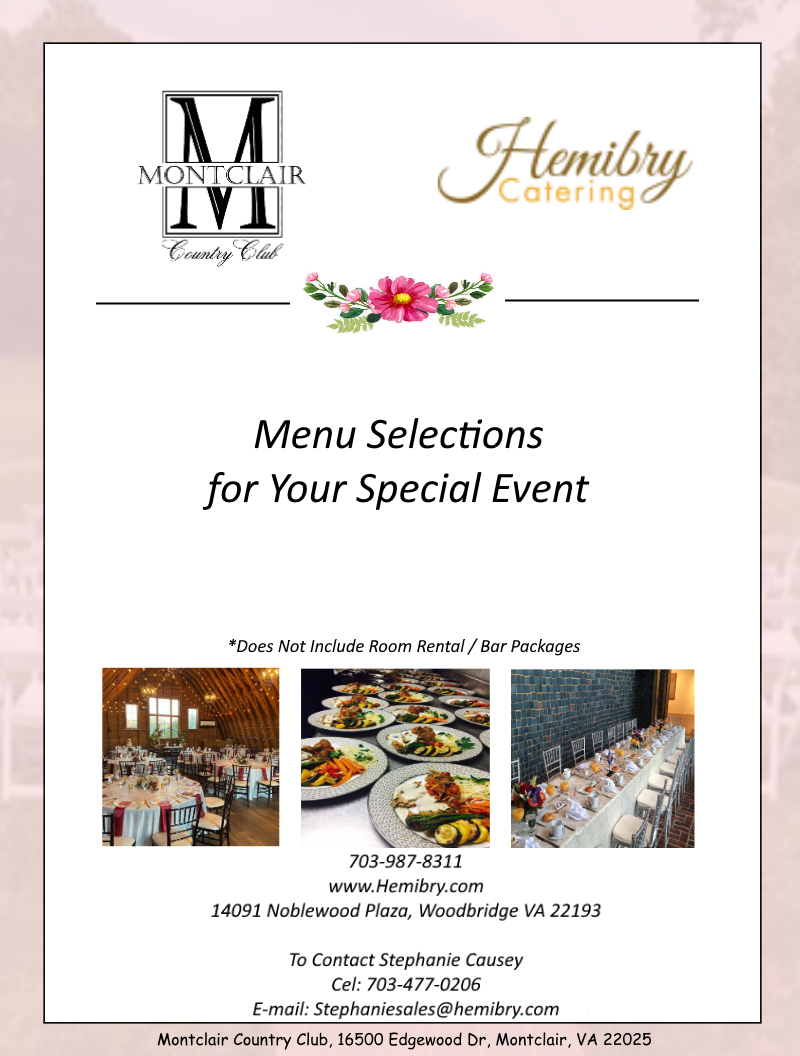 M
MONTCLAIR
Country Club
Hemibry
Catering
Menu Selections
for Your Special Event
*Does Not Include Room Rental / Bar Packages
703-987-8311
www.Hemibry.com
14091 Noblewood Plaza, Woodbridge VA 22193
To Contact Stephanie Causey
Cel: 703-477-0206
E-mail: Stephaniesales@hemibry.com
Montclair Country Club, 16500 Edgewood Dr, Montclair, VA 22025